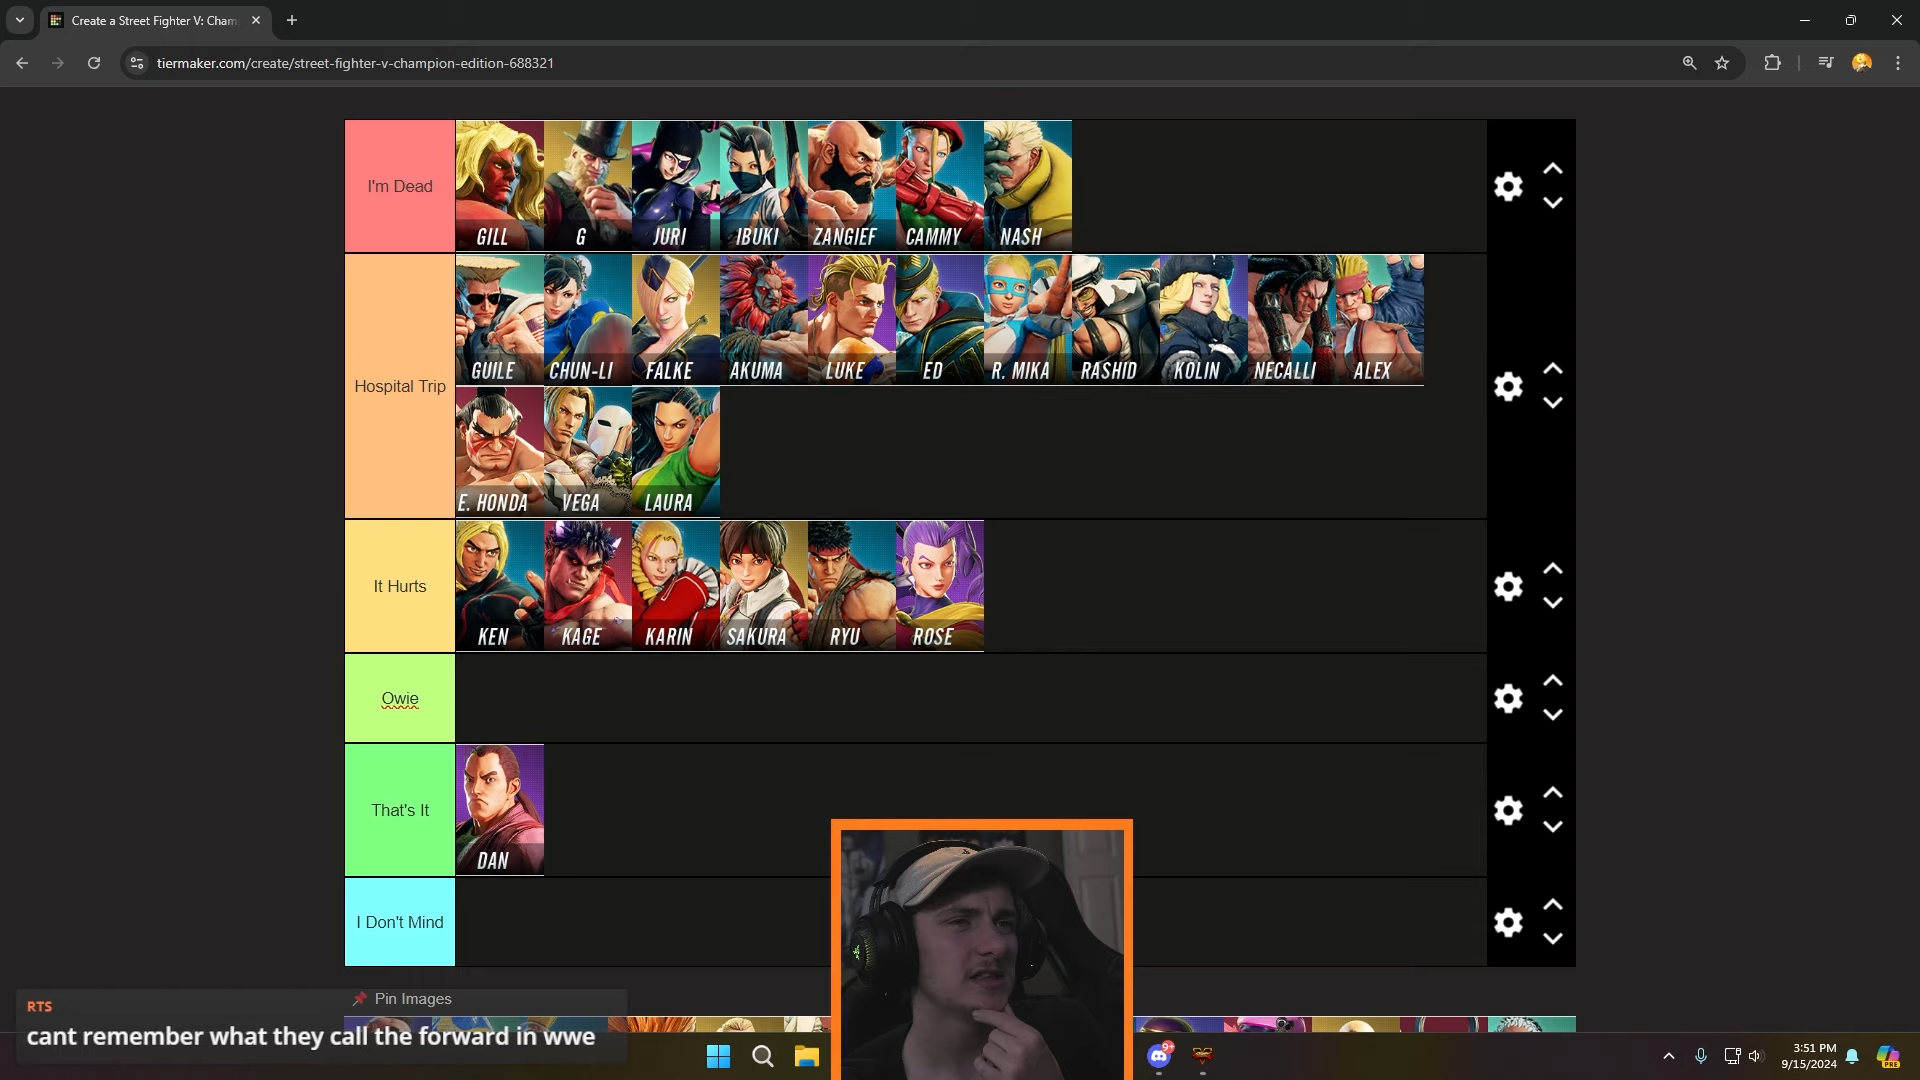 Create a Street Fighter V: Cham
tiermaker.com/create/street-fighter-v-champion-edition-688321
I'm Dead
GILL
G
JURI
IBUKI
ZANGIEF
CAMMY
NASH
Hospital Trip
GUILE
CHUN-LI
FALKE
AKUMA
LUKE
ED
R. MIKA
RASHID
KOLIN
NECALLI
ALEX
E. HONDA
VEGA
LAURA
It Hurts
KEN
KAGE
KARIN
SAKURA
RYU
ROSE
Owie
That's It
DAN
I Don't Mind
Pin Images
RTS
cant remember what they call the forward in wwe
9+
3:51 PM
9/15/2024
PRE